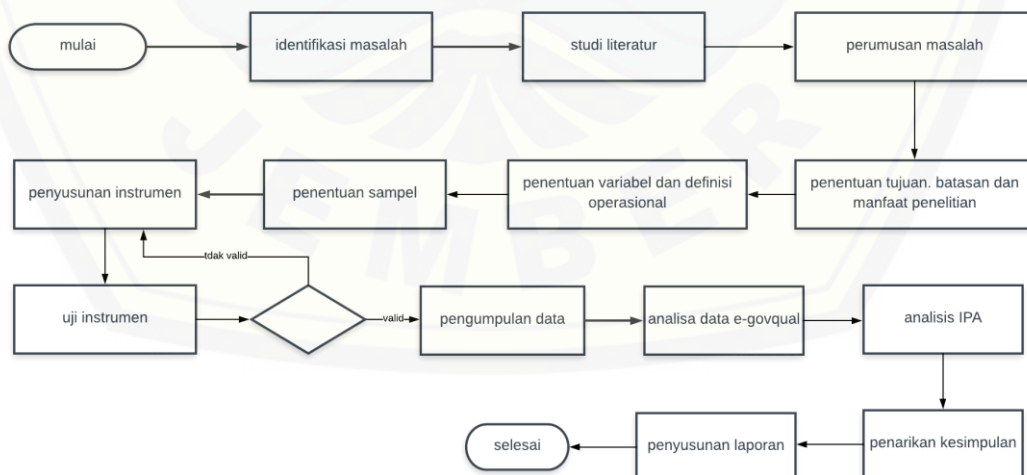 mulai
identifikasi masalah
studi literatur
perumusan masalah
penyusunan instrumen
penentuan sampel
penentuan variabel dan definisi
operasional
penentuan tujuan. batasan dan
manfaat penelitian
tdak valid
uji instrumen
valid
pengumpulan data
analisa data e-govqual
analisis IPA
selesai
penyusunan laporan
penarikan kesimpulan
JEMBER